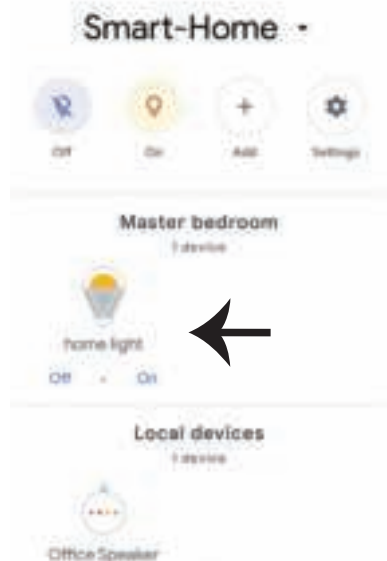 Smart-Home
Off On Add Settings
Master bedroom
1 device
home light
Off · On
Local devices
1 device
Office Speaker